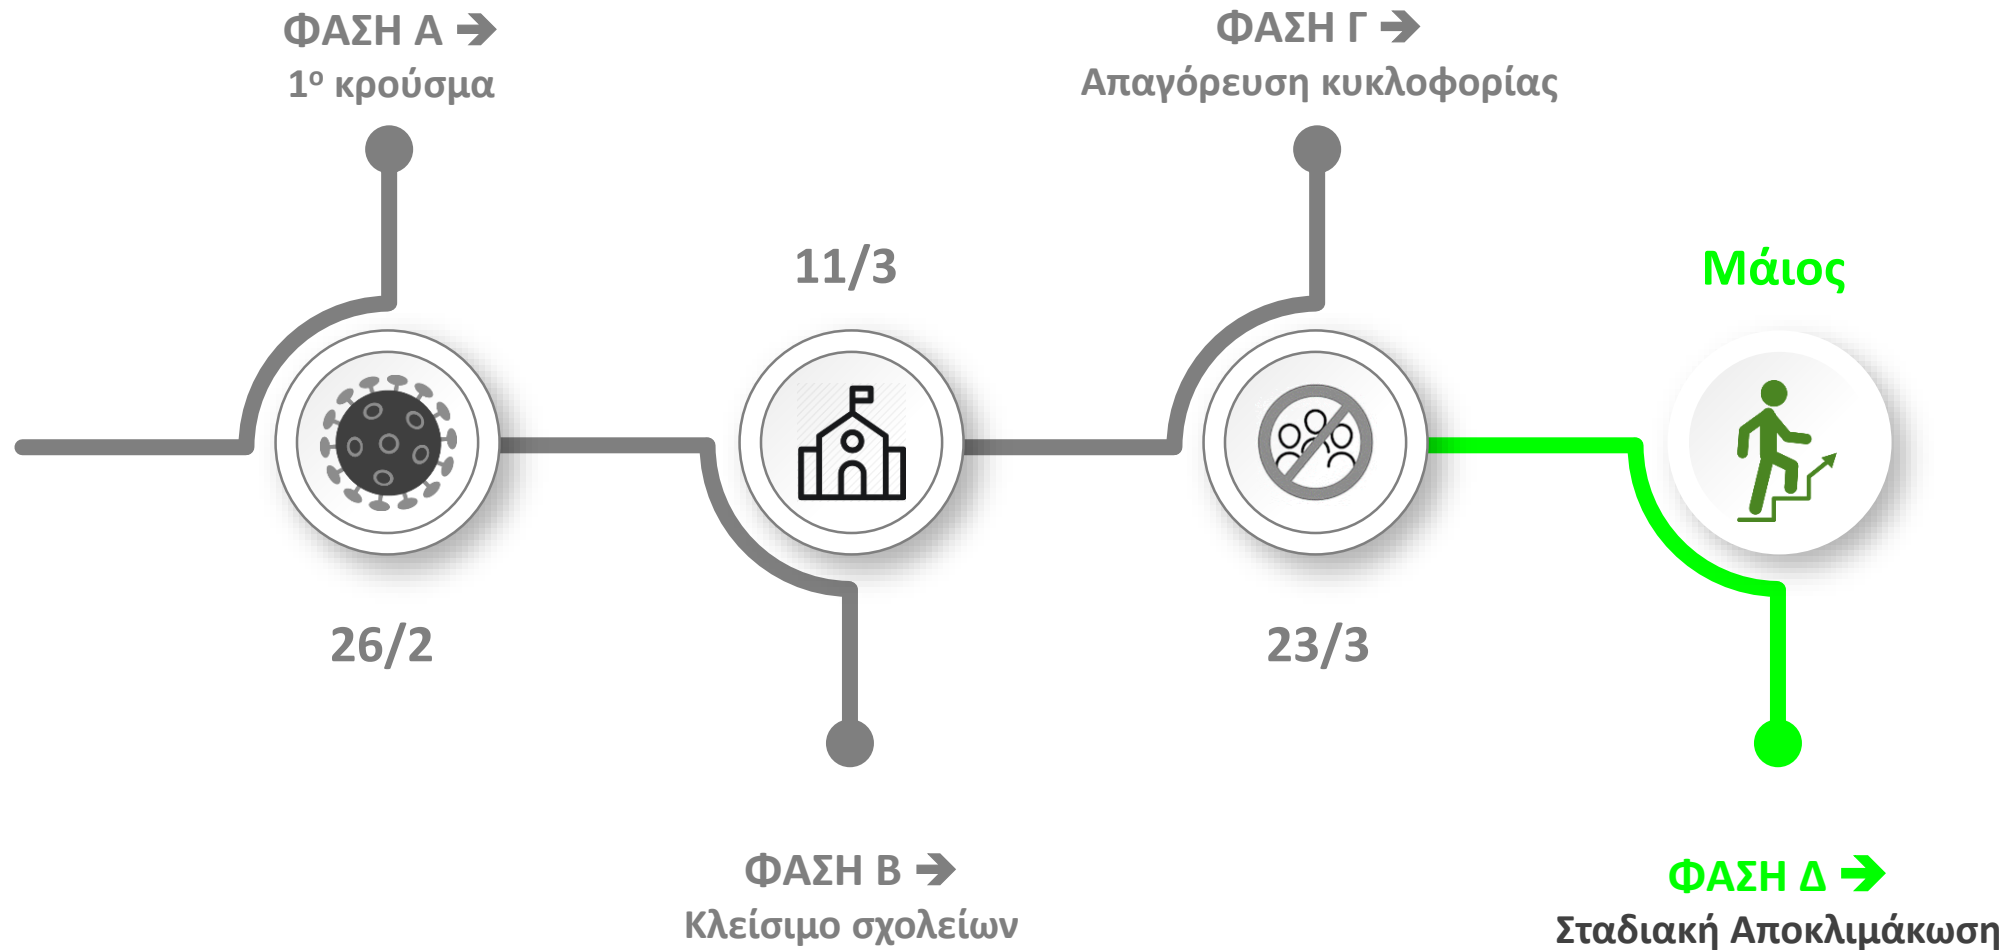 ΦΑΣΗ Α ➔
1ο κρούσμα
26/2
11/3
ΦΑΣΗ Β ➔
Κλείσιμο σχολείων
ΦΑΣΗ Γ ➔
Απαγόρευση κυκλοφορίας
23/3
Μάιος
ΦΑΣΗ Δ ➔
Σταδιακή Αποκλιμάκωση